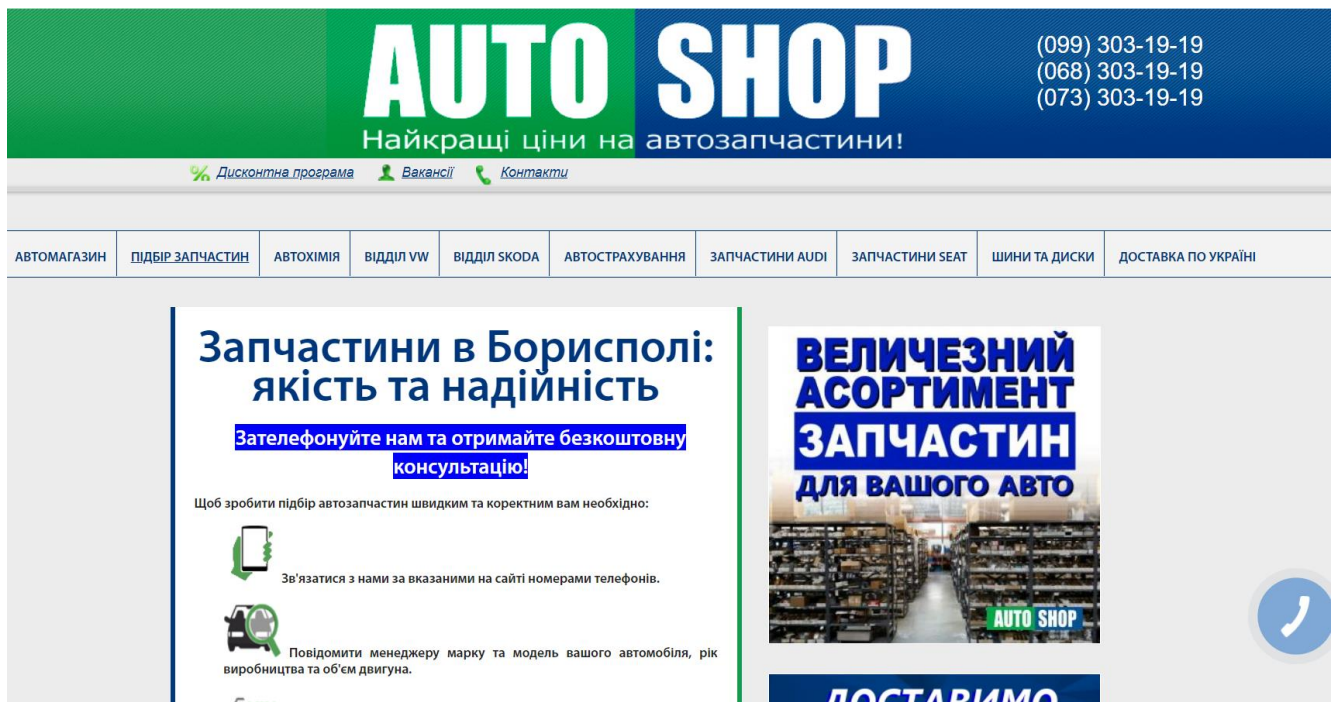 AUTO SHOP
Найкращі ціни на автозапчастини!
(099) 303-19-19
(068) 303-19-19
(073) 303-19-19
Дисконтна програма Вакансії Контакти
АВТОМАГАЗИН ПІДБІР ЗАПЧАСТИН АВТОХІМІЯ ВІДДІЛ VW ВІДДІЛ SKODA АВТОСТРАХУВАННЯ ЗАПЧАСТИНИ AUDI ЗАПЧАСТИНИ SEAT ШИНИ ТА ДИСКИ ДОСТАВКА ПО УКРАЇНІ
Запчастини в Борисполі:
якість та надійність
Зателефонуйте нам та отримайте безкоштовну
консультацію!
Щоб зробити підбір автозапчастин швидким та коректним вам необхідно:
Зв'язатися з нами за вказаними на сайті номерами телефонів.
Повідомити менеджеру марку та модель вашого автомобіля, рік
виробництва та об'єм двигуна.
ВЕЛИЧЕЗНИЙ
АСОРТИМЕНТ
ЗАПЧАСТИН
ДЛЯ ВАШОГО АВТО
AUTO SHOP
ДОСТАВИМО